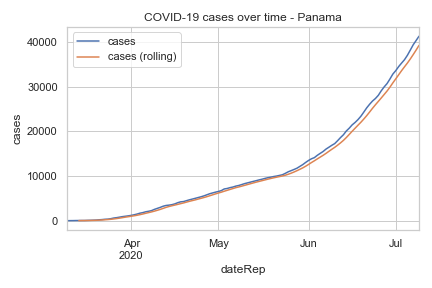 COVID-19 cases over time - Panama
cases
cases (rolling)
40000
30000
20000
10000
0
cases
Apr
2020
May
Jun
Jul
dateRep